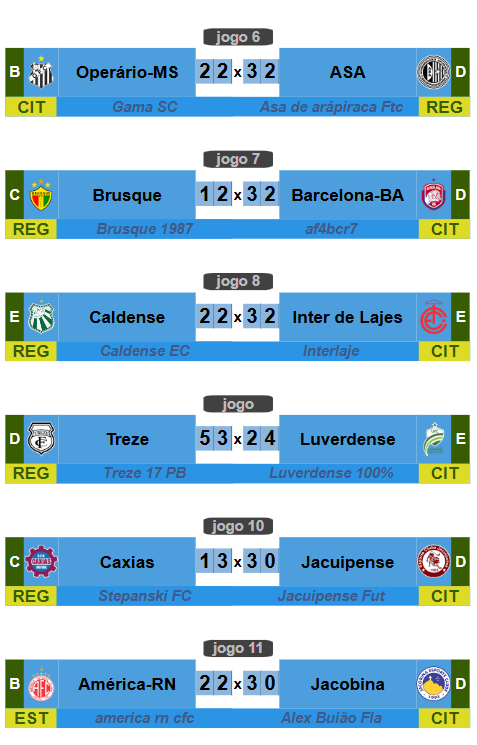 jogo 6
B Operário-MS 2 2 x 3 2 ASA D
CIT Gama SC Asa de arápiraca Ftc REG
jogo 7
C Brusque 1 2 x 3 2 Barcelona-BA D
REG Brusque 1987 af4bcr7 CIT
jogo 8
E Caldense 2 2 x 3 2 Inter de Lajes E
REG Caldense EC Interlaje CIT
jogo
D Treze 5 3 x 2 4 Luverdense E
REG Treze 17 PB Luverdense 100% CIT
jogo 10
C Caxias 1 3 x 3 0 Jacuipense D
REG Stepanski FC Jacuipense Fut CIT
jogo 11
B América-RN 2 2 x 3 0 Jacobina D
EST america rn cfc Alex Buião Fla CIT